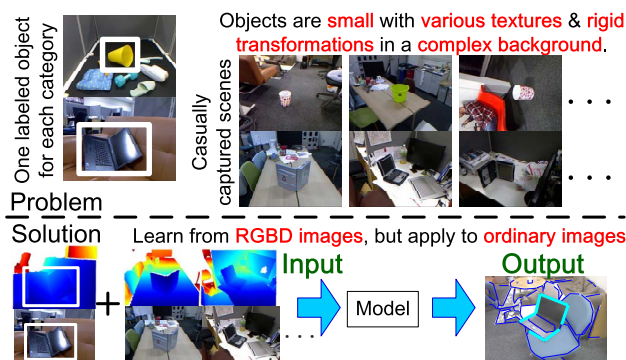 Objects are small with various textures & rigid
transformations in a complex background.
One labeled object
for each category
Casually
captured scenes
. . .
. . .
Problem
Solution
Learn from RGBD images, but apply to ordinary images
Input
Output
+
Model
. . . .